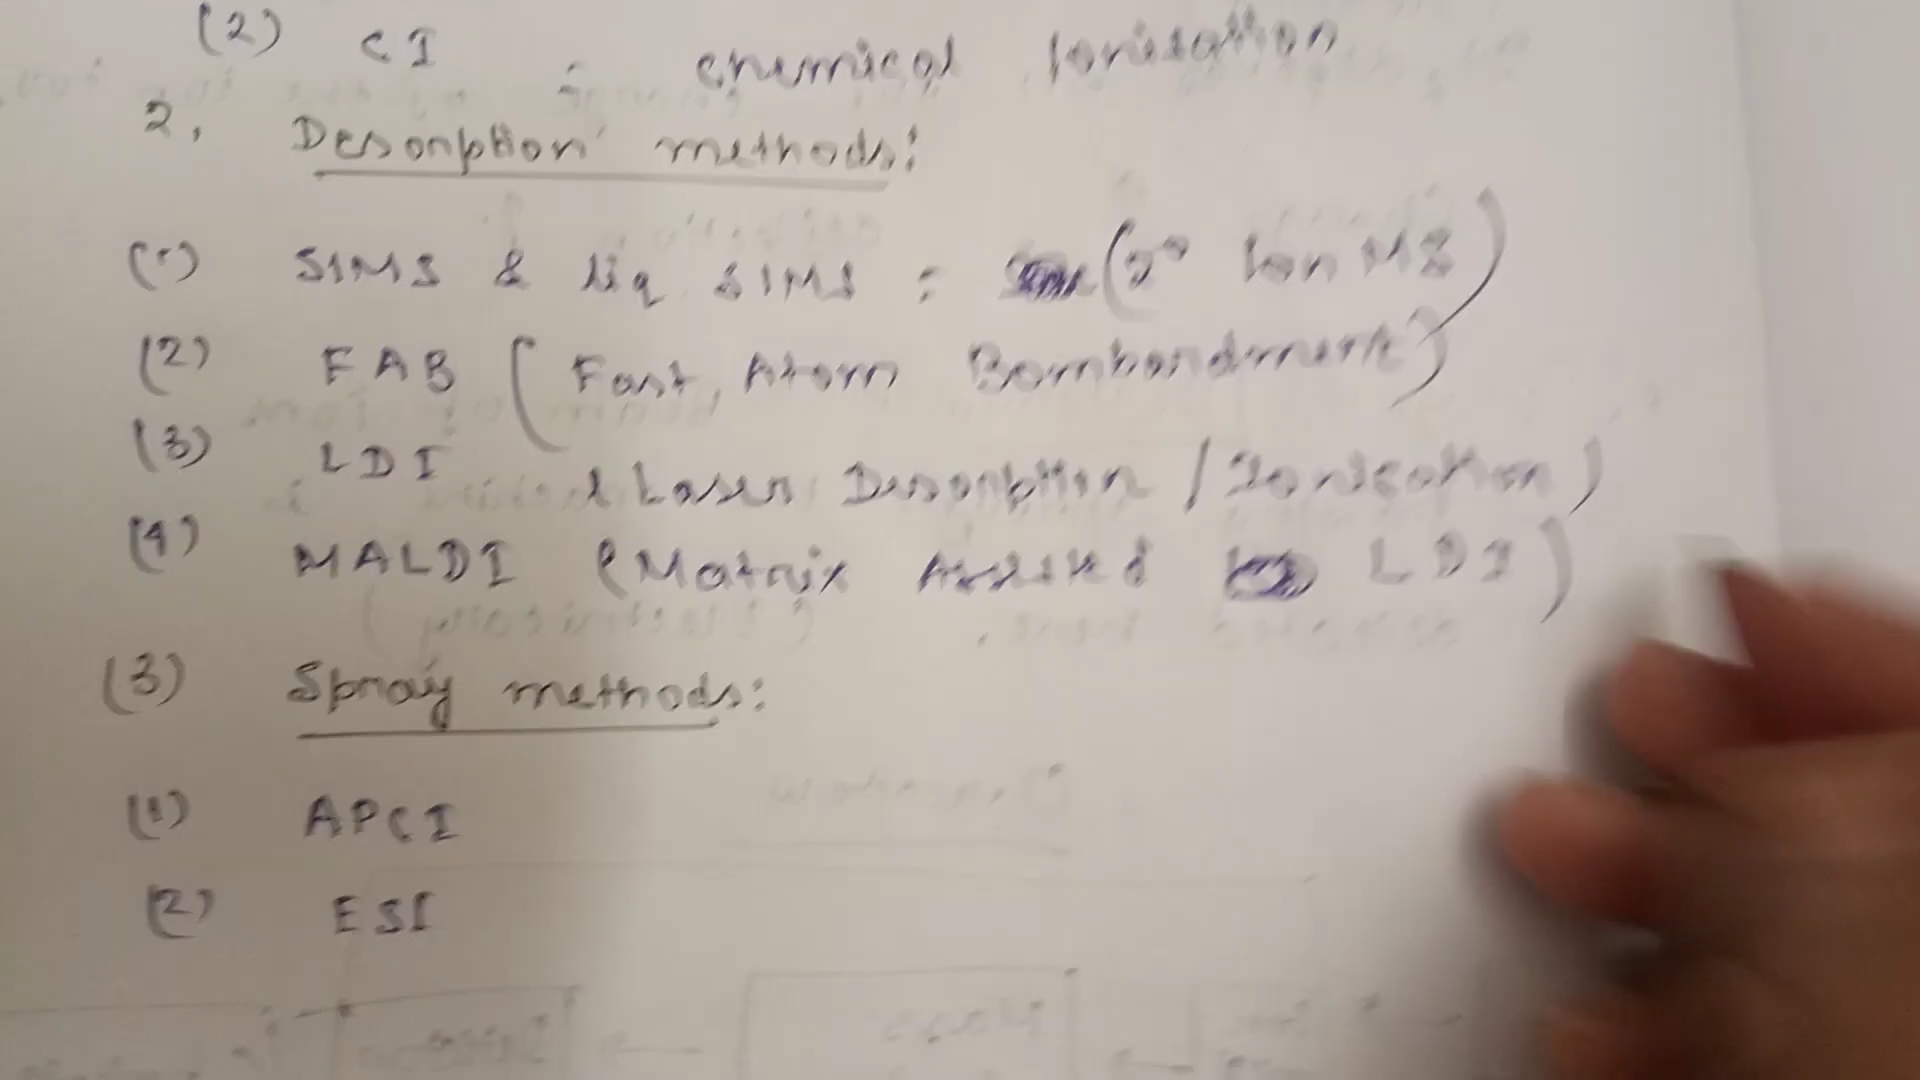 (2) CI : chemical Ionisation
2. Desorption methods:
(1) SIMS & liq SIMS : (2° Ion MS)
(2) FAB (Fast Atom Bombardment)
(3) LDI (Laser Desorption / Ionisation)
(4) MALDI (Matrix Assisted LDI)
(3) Spray methods:
(1) APCI
(2) ESI